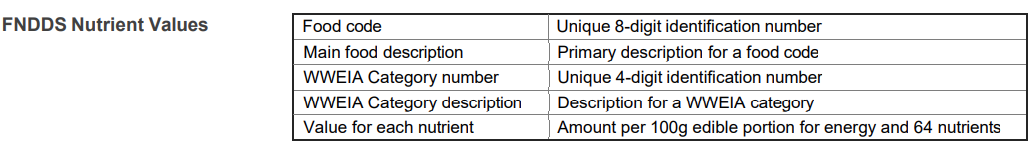 FNDDS Nutrient Values
Food code Unique 8-digit identification number
Main food description Primary description for a food code
WWEIA Category number Unique 4-digit identification number
WWEIA Category description Description for a WWEIA category
Value for each nutrient Amount per 100g edible portion for energy and 64 nutrients